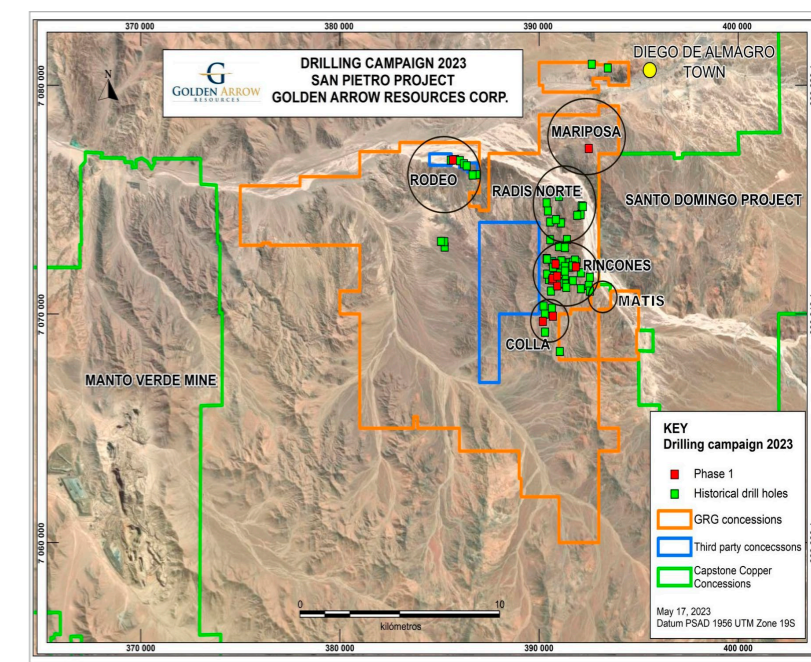 370 000
380 000
390 000
400 000
7 080 000
7 070 000
7 060 000
N
G
GOLDEN ARROW
RESOURCES
DRILLING CAMPAIGN 2023
SAN PIETRO PROJECT
GOLDEN ARROW RESOURCES CORP.
DIEGO DE ALMAGRO
TOWN
MARIPOSA
RODEO
RADIS NORTE
SANTO DOMINGO PROJECT
RINCONES
MATIS
COLLA
MANTO VERDE MINE
KEY
Drilling campaign 2023
Phase 1
Historical drill holes
GRG concessions
Third party concecssons
Capstone Copper
Concessions
May 17, 2023
Datum PSAD 1956 UTM Zone 19S
0
10
kilómetros
370 000
380 000
390 000
400 000